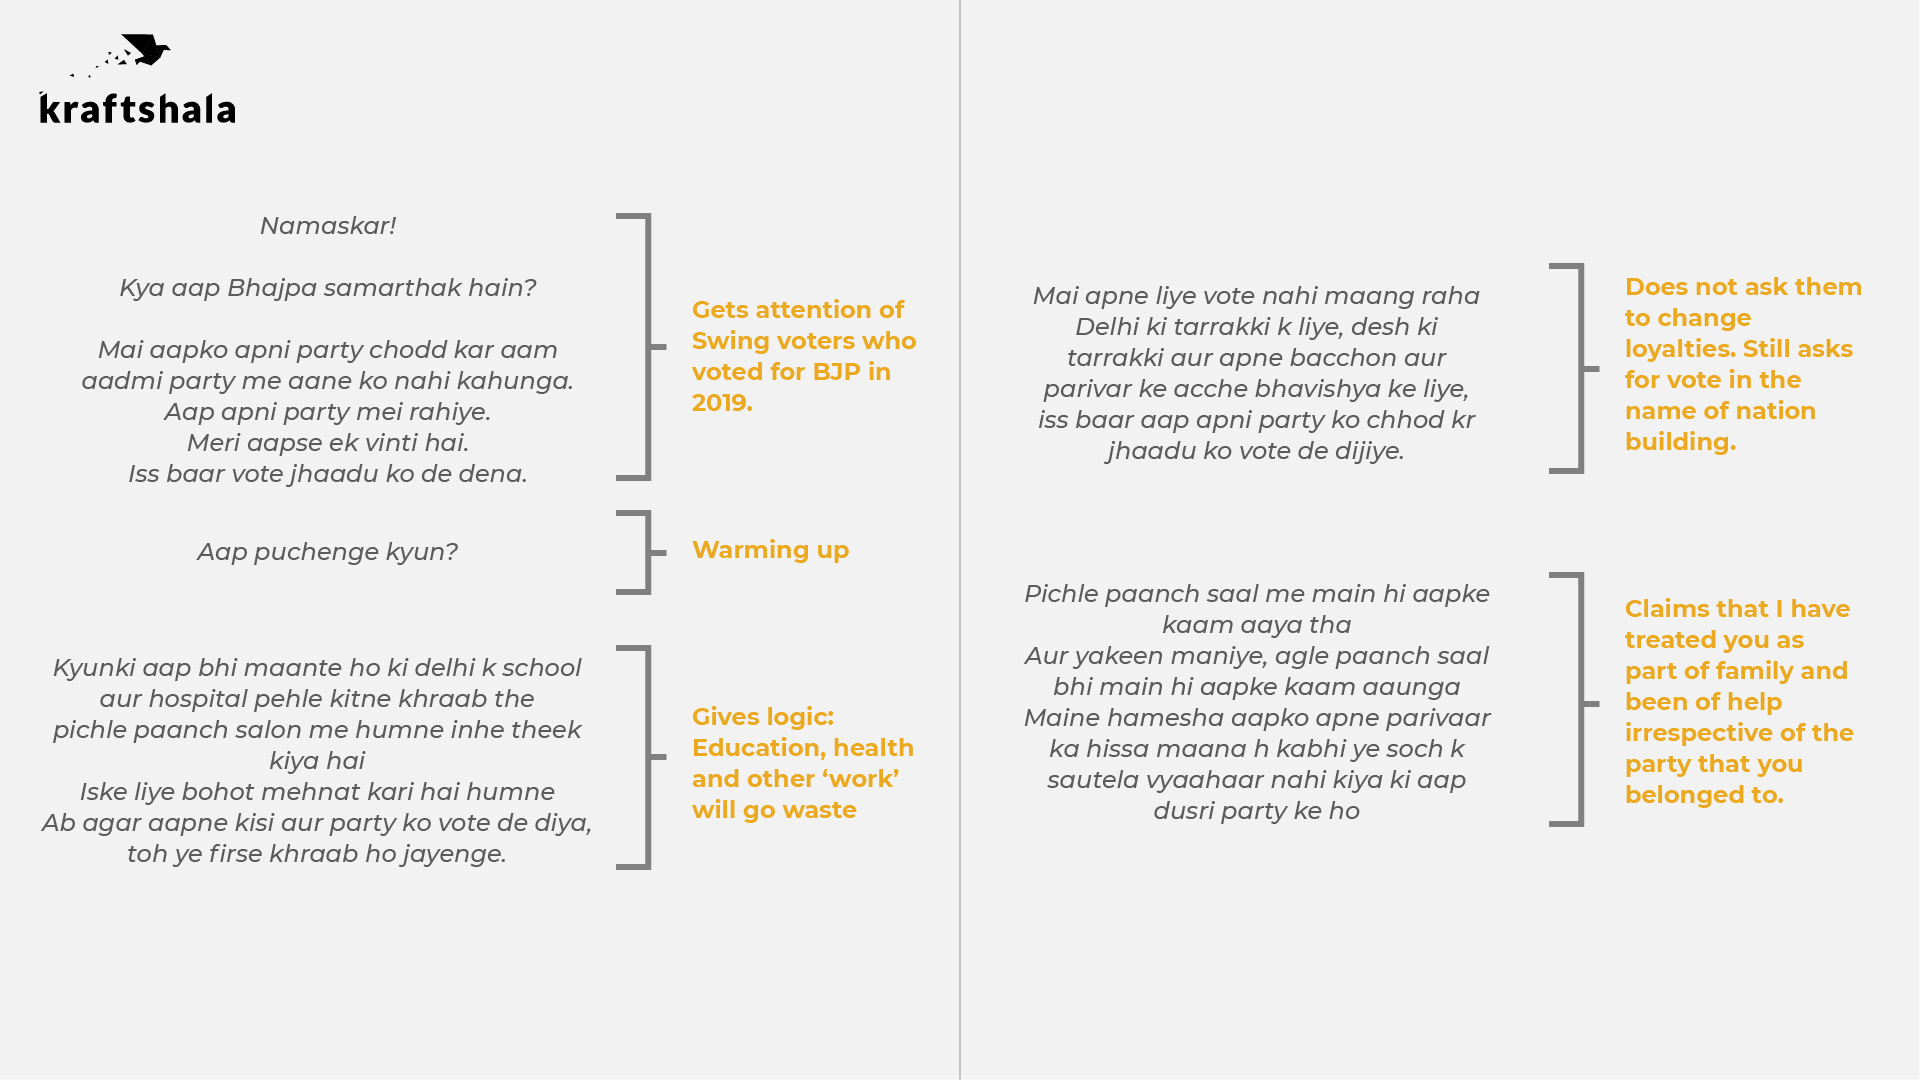 kraftshala
Namaskar!
Kya aap Bhajpa samarthak hain?
Mai aapko apni party chodd kar aam
aadmi party me aane ko nahi kahunga.
Aap apni party mei rahiye.
Meri aapse ek vinti hai.
Iss baar vote jhaadu ko de dena.
Gets attention of
Swing voters who
voted for BJP in
2019.
Aap puchenge kyun?
Warming up
Kyunki aap bhi maante ho ki delhi k school
aur hospital pehle kitne khraab the
pichle paanch salon me humne inhe theek
kiya hai
Iske liye bohot mehnat kari hai humne
Ab agar aapne kisi aur party ko vote de diya,
toh ye firse khraab ho jayenge.
Gives logic:
Education, health
and other ‘work’
will go waste
Mai apne liye vote nahi maang raha
Delhi ki tarrakki k liye, desh ki
tarrakki aur apne bacchon aur
parivar ke acche bhavishya ke liye,
iss baar aap apni party ko chhod kr
jhaadu ko vote de dijiye.
Does not ask them
to change
loyalties. Still asks
for vote in the
name of nation
building.
Pichle paanch saal me main hi aapke
kaam aaya tha
Aur yakeen maniye, agle paanch saal
bhi main hi aapke kaam aaunga
Maine hamesha aapko apne parivaar
ka hissa maana h kabhi ye soch k
sautela vyaahaar nahi kiya ki aap
dusri party ke ho
Claims that I have
treated you as
part of family and
been of help
irrespective of the
party that you
belonged to.